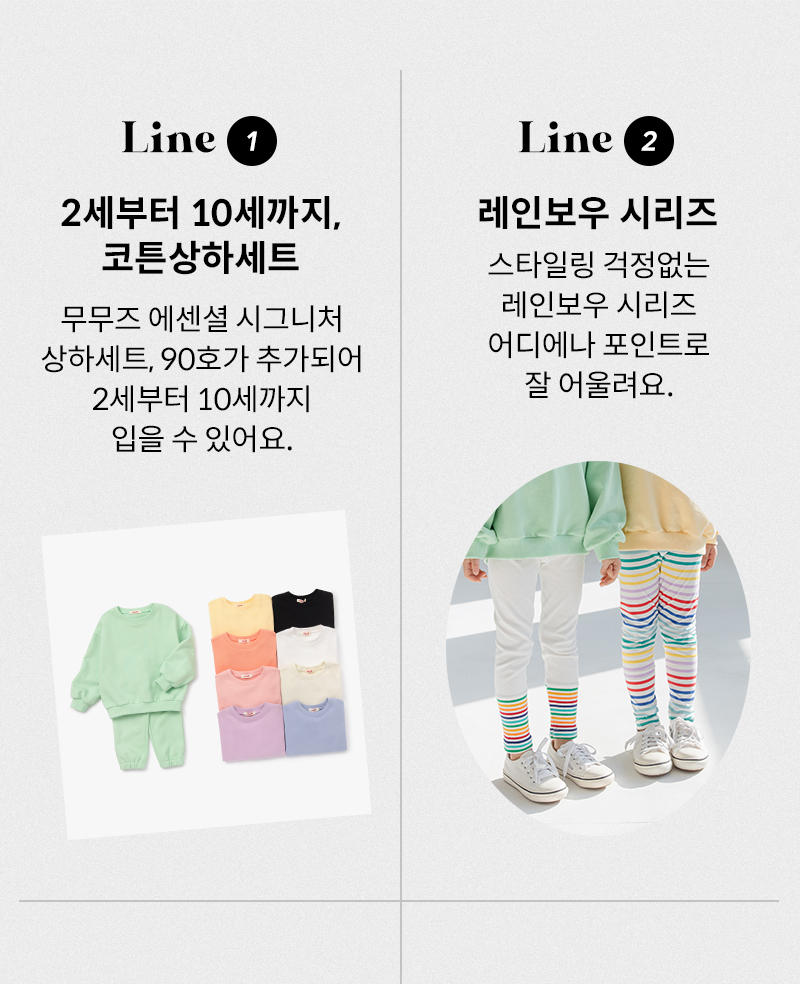 Line 1
2세부터 10세까지,
코튼상하세트
무무즈 에센셜 시그니처
상하세트, 90호가 추가되어
2세부터 10세까지
입을 수 있어요.
Line 2
레인보우 시리즈
스타일링 걱정없는
레인보우 시리즈
어디에나 포인트로
잘 어울려요.